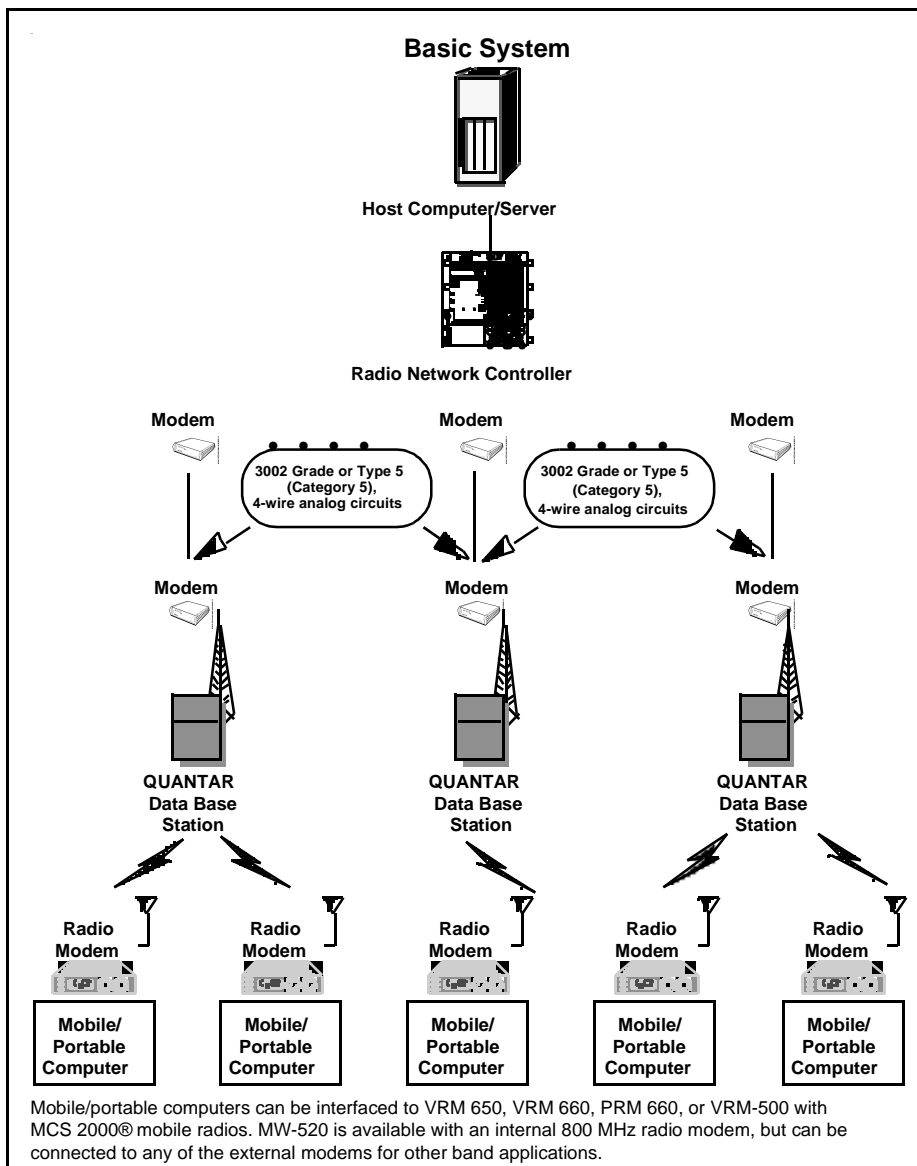 Basic System
Host Computer/Server
Radio Network Controller
Modem
Modem
Modem
3002 Grade or Type 5
(Category 5),
4-wire analog circuits
3002 Grade or Type 5
(Category 5),
4-wire analog circuits
Modem
Modem
Modem
QUANTAR
Data Base
Station
QUANTAR
Data Base
Station
QUANTAR
Data Base
Station
Radio
Modem
Radio
Modem
Radio
Modem
Radio
Modem
Radio
Modem
Mobile/
Portable
Computer
Mobile/
Portable
Computer
Mobile/
Portable
Computer
Mobile/
Portable
Computer
Mobile/
Portable
Computer
Mobile/portable computers can be interfaced to VRM 650, VRM 660, PRM 660, or VRM-500 with
MCS 2000® mobile radios. MW-520 is available with an internal 800 MHz radio modem, but can be
connected to any of the external modems for other band applications.